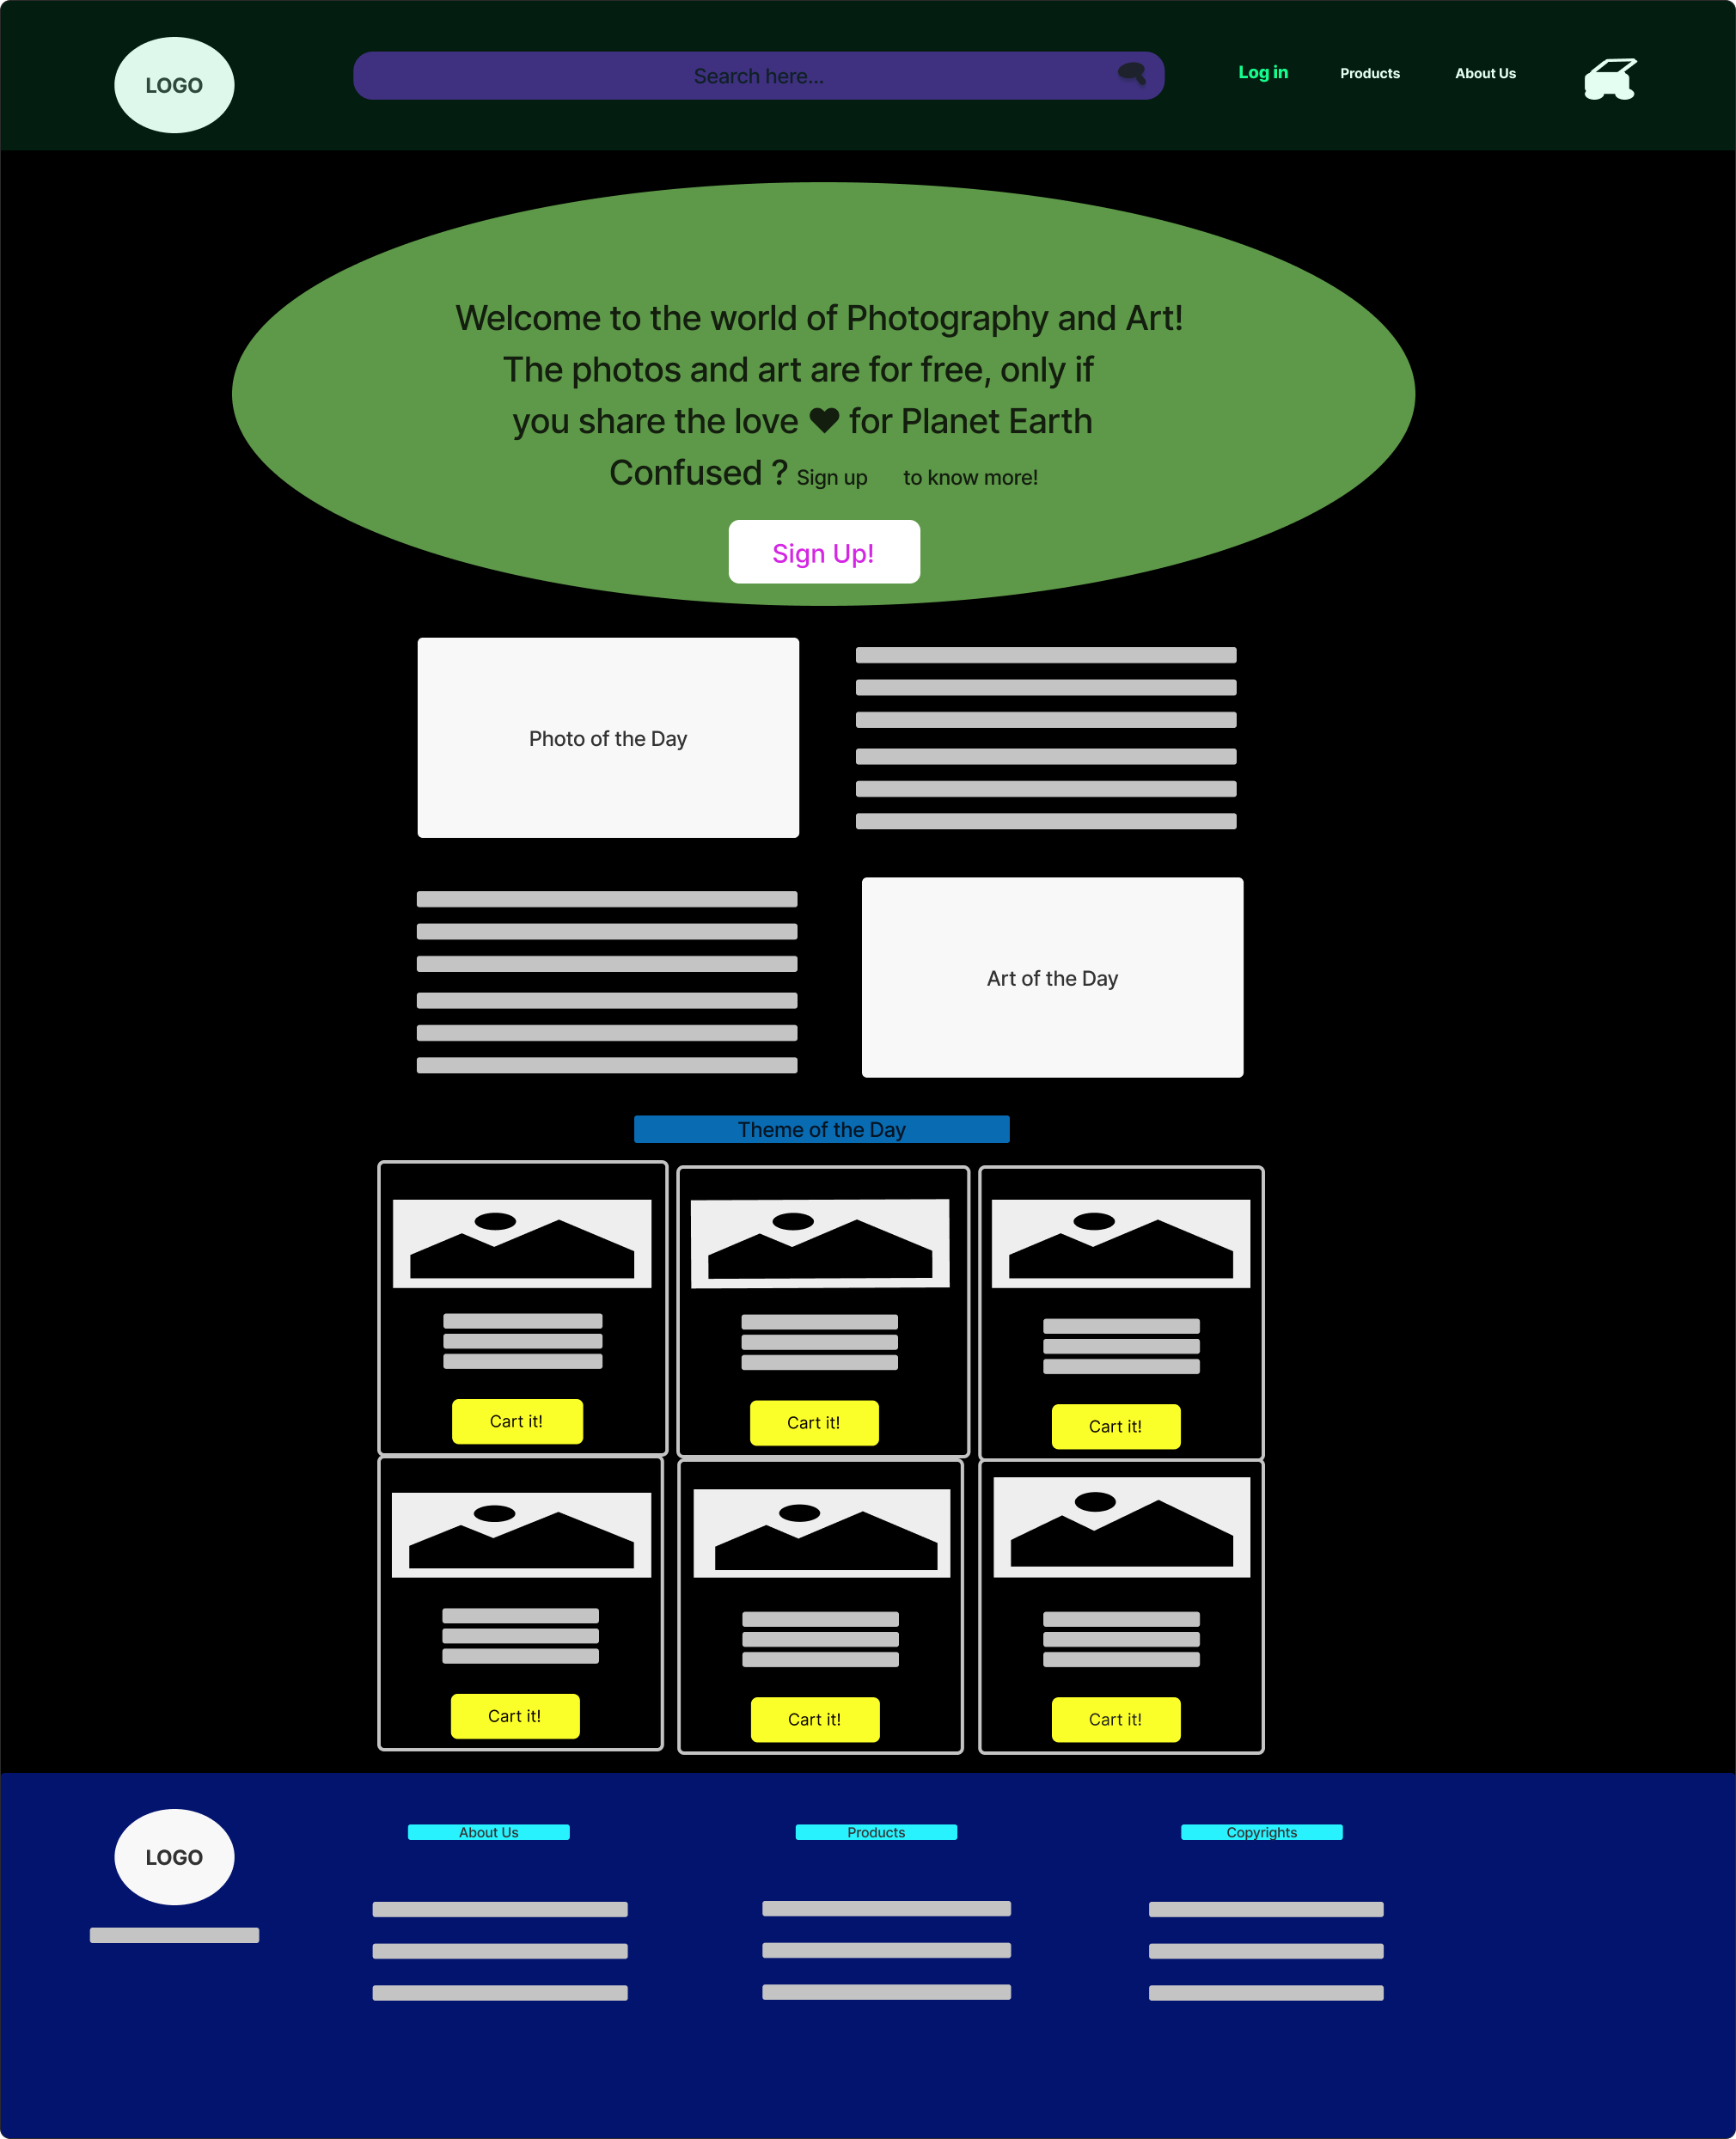 LOGO
Search here...
Log in
Products
About Us
Welcome to the world of Photography and Art!
The photos and art are for free, only if
you share the love ♥ for Planet Earth
Confused ? Sign up to know more!
Sign Up!
Photo of the Day
Art of the Day
Theme of the Day
Cart it!
Cart it!
Cart it!
Cart it!
Cart it!
Cart it!
LOGO
About Us
Products
Copyrights